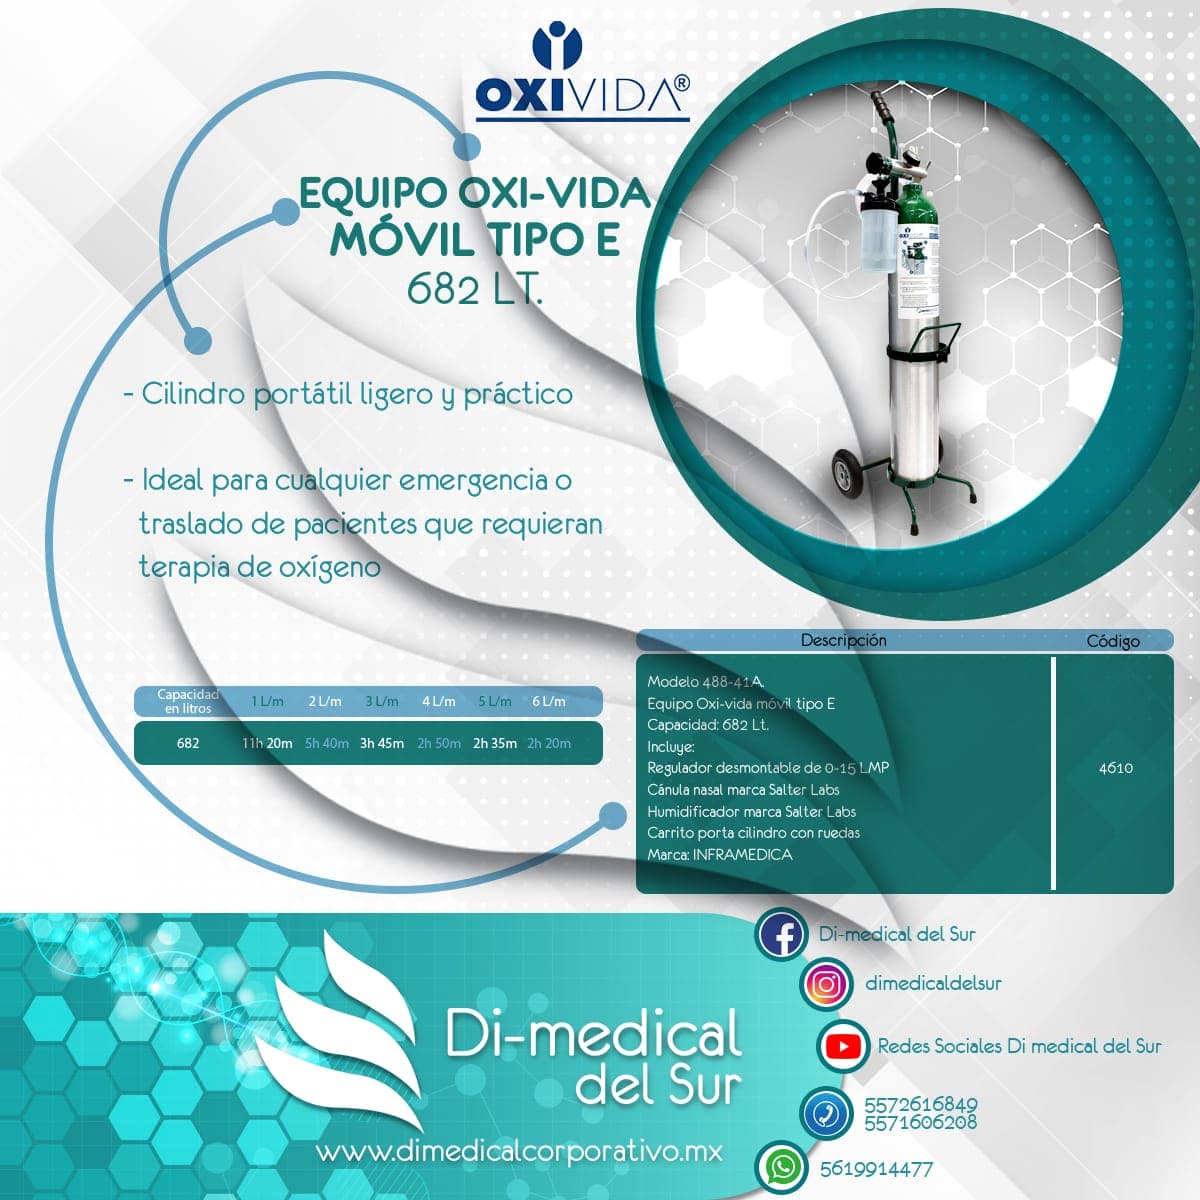 OXIVIDA®
EQUIPO OXI-VIDA
MÓVIL TIPO E
682 LT.
- Cilindro portátil ligero y práctico
- Ideal para cualquier emergencia o
traslado de pacientes que requieran
terapia de oxígeno
Capacidad
en litros
1 L/m 2 L/m 3 L/m 4 L/m 5 L/m 6 L/m
682 11h 20m 5h 40m 3h 45m 2h 50m 2h 35m 2h 20m
OXIVIDA
Descripción Código
Modelo 488-41A.
Equipo Oxi-vida móvil tipo E
Capacidad: 682 Lt.
Incluye:
Regulador desmontable de 0-15 LMP
Cánula nasal marca Salter Labs
Humidificador marca Salter Labs
Carrito porta cilindro con ruedas
Marca: INFRAMEDICA
4610
Di-medical
del Sur
www.dimedicalcorporativo.mx
Di-medical del Sur
dimedicaldelsur
Redes Sociales Di medical del Sur
5572616849
5571606208
5619914477